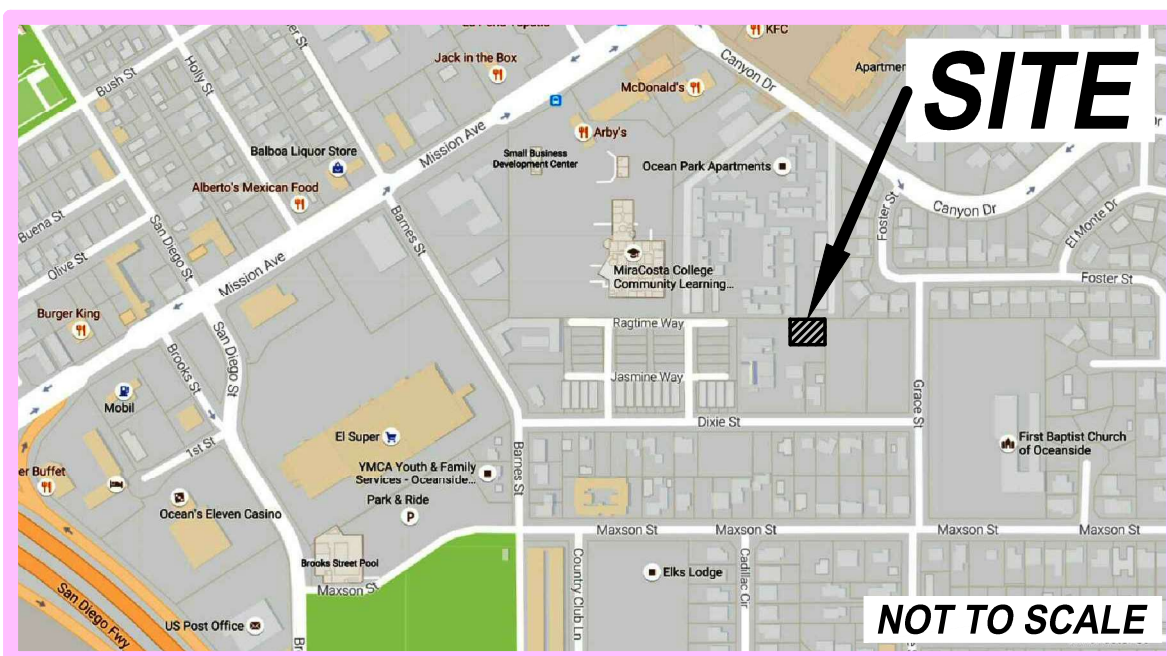 KFC
Jack in the Box
Canyon Dr
Apartmen
SITE
Holly St
Bush St
McDonald's
Mission Ave
Arby's
Balboa Liquor Store
Small Business
Development Center
Ocean Park Apartments
Alberto's Mexican Food
Buena St
San Diego St
Barnes St
Foster St
Canyon Dr
El Monte Dr
Olive St
Mission Ave
MiraCosta College
Community Learning...
Foster St
Burger King
Ragtime Way
San Diego St
Brooks St
Jasmine Way
Grace St
Mobil
Dixie St
El Super
1st St
First Baptist Church
of Oceanside
Barnes St
er Buffet
YMCA Youth & Family
Services - Oceanside...
Park & Ride
P
Ocean's Eleven Casino
Maxson St
Maxson St
Maxson St
Maxson St
Brooks Street Pool
Country Club Ln
Elks Lodge
Cadillac Cir
Maxson St
San Diego Fwy
US Post Office
Br
NOT TO SCALE